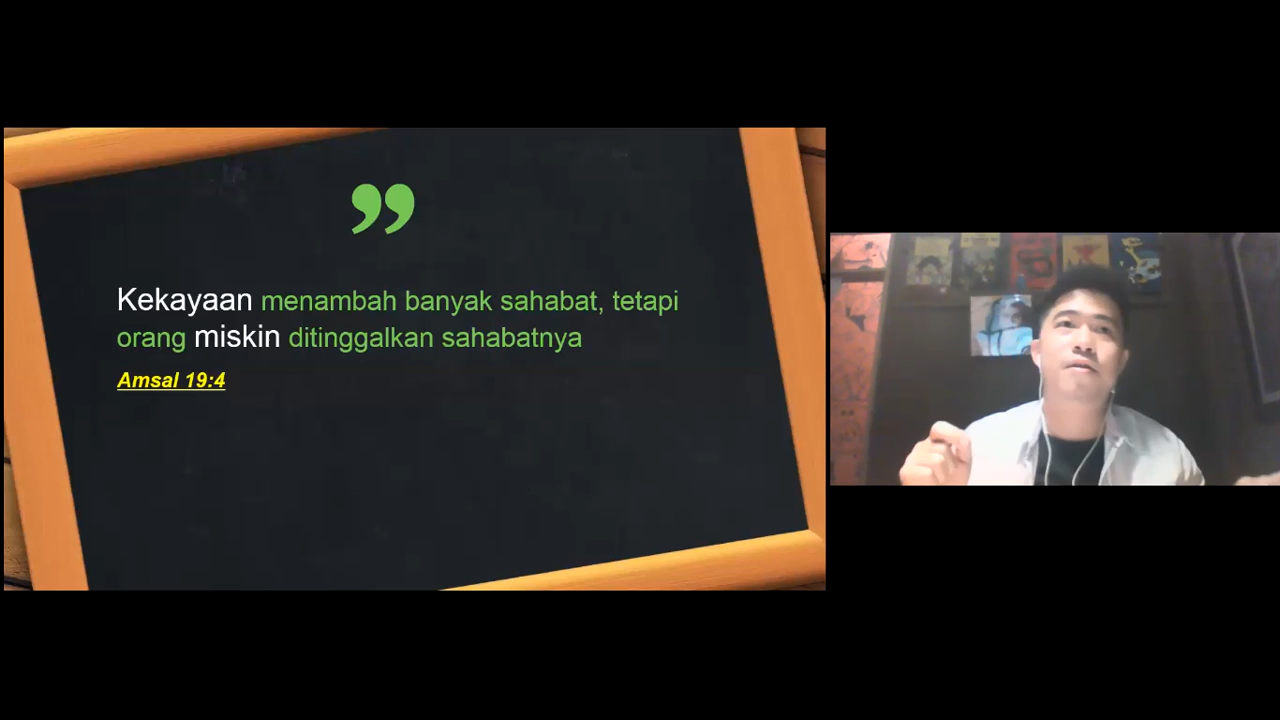 ”
Kekayaan menambah banyak sahabat, tetapi
orang miskin ditinggalkan sahabatnya
Amsal 19:4